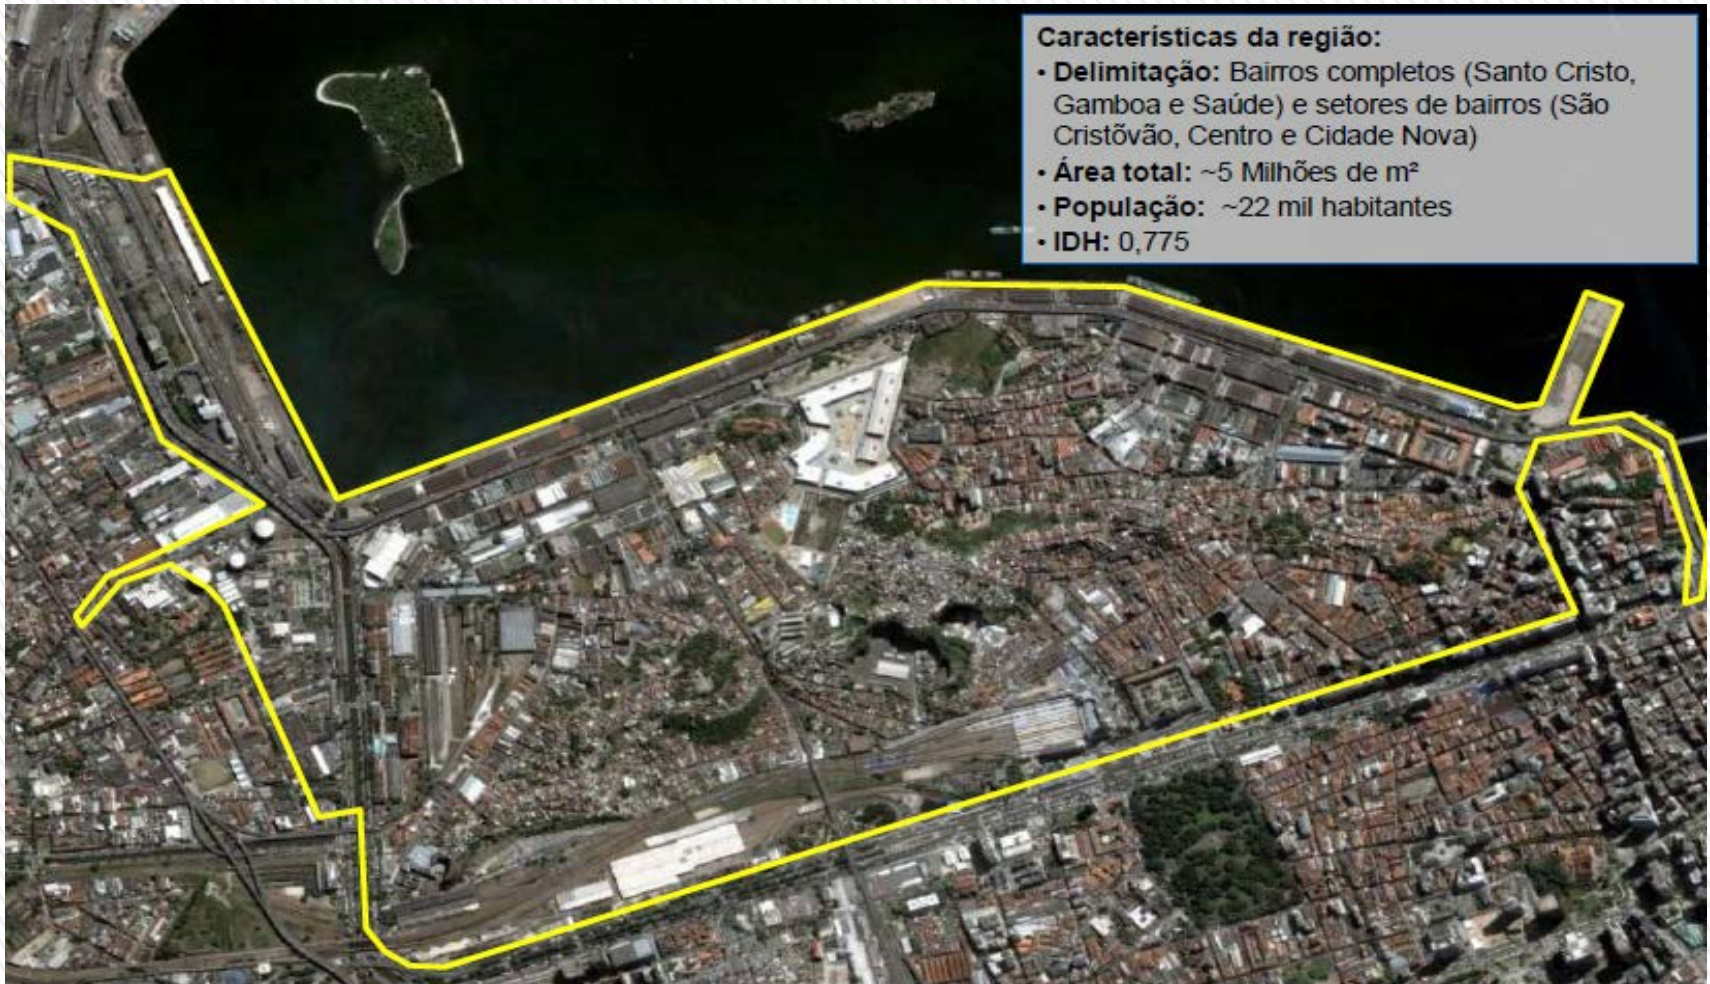 Características da região:
• Delimitação: Bairros completos (Santo Cristo,
Gamboa e Saúde) e setores de bairros (São
Cristõvão, Centro e Cidade Nova)
• Área total: ~5 Milhões de m²
• População: ~22 mil habitantes
• IDH: 0,775